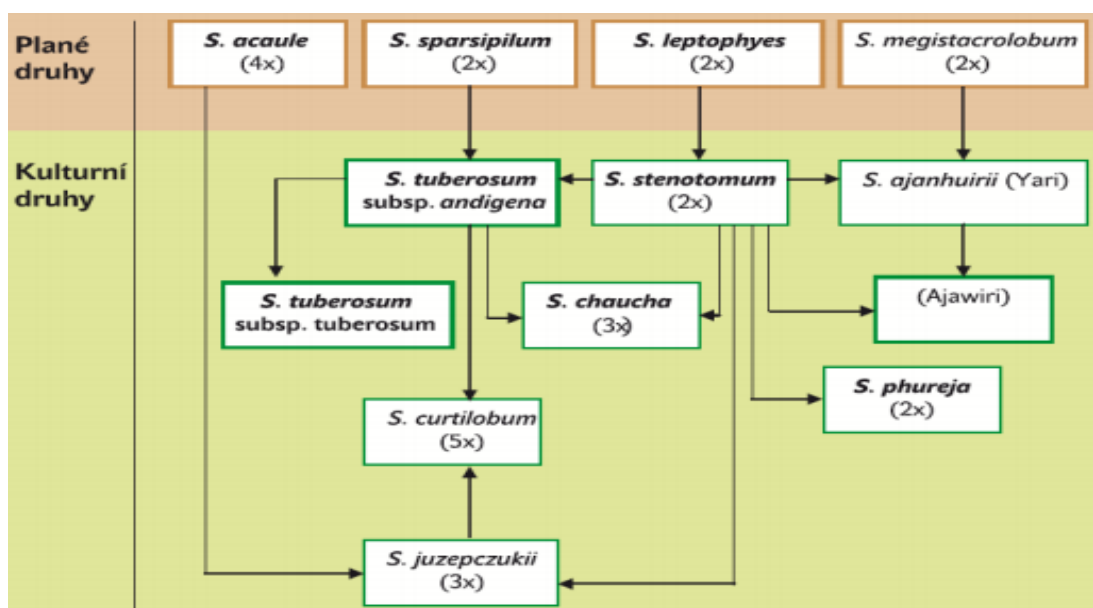 Plané
druhy
S. acaule
(4x)
S. sparsipilum
(2x)
S. leptophyes
(2x)
S. megistacrolobum
(2x)
Kulturní
druhy
S. tuberosum
subsp. andigena
S. stenotomum
(2x)
S. ajanhuirii (Yari)
S. tuberosum
subsp. tuberosum
S. chaucha
(3x)
(Ajawiri)
S. phureja
(2x)
S. curtilobum
(5x)
S. juzepczukii
(3x)